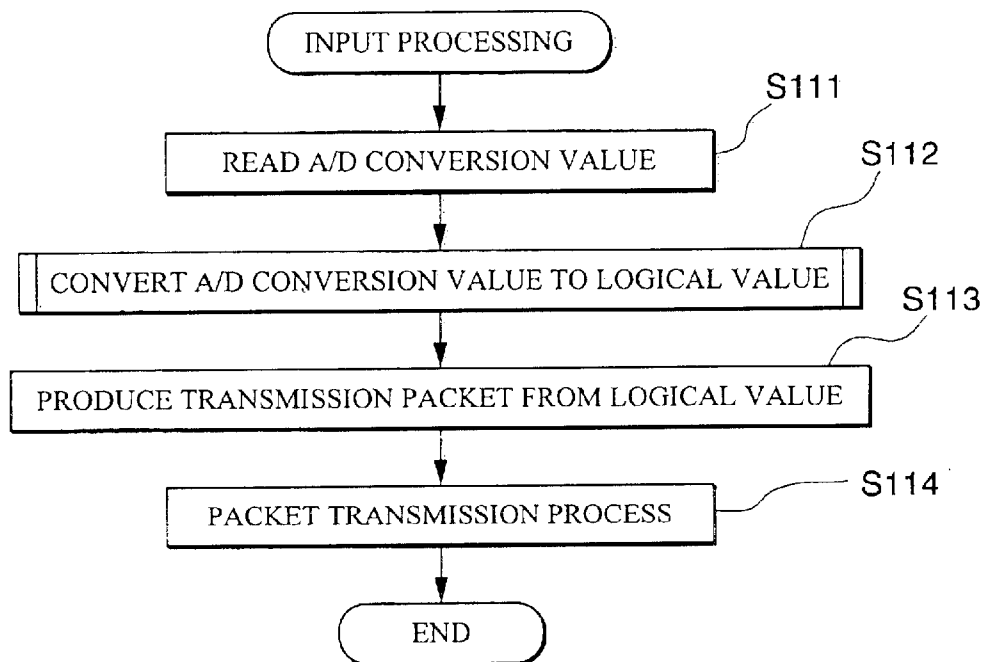 INPUT PROCESSING
S111
READ A/D CONVERSION VALUE
S112
CONVERT A/D CONVERSION VALUE TO LOGICAL VALUE
S113
PRODUCE TRANSMISSION PACKET FROM LOGICAL VALUE
S114
PACKET TRANSMISSION PROCESS
END